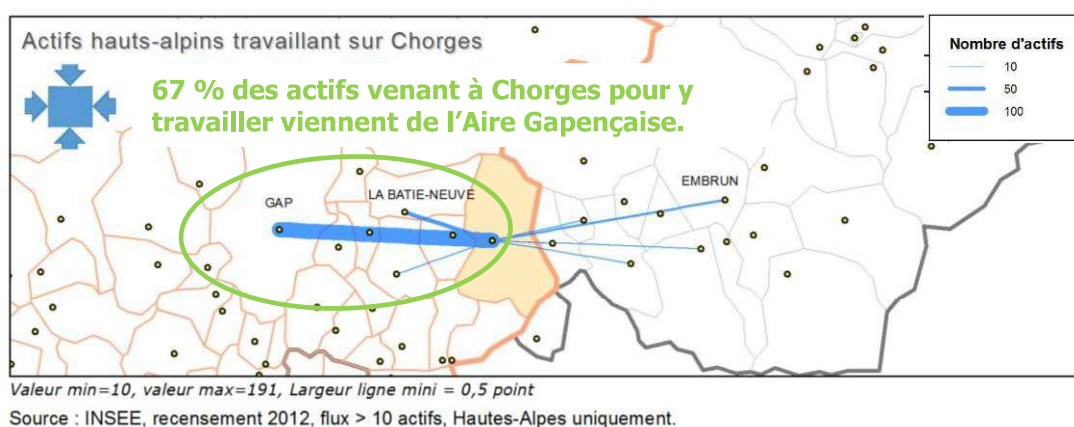 Actifs hauts-alpins travaillant sur Chorges
67 % des actifs venant à Chorges pour y
travailler viennent de l'Aire Gapençaise.
Nombre d'actifs
10
50
100
GAP
LA BATIE-NEUVE
EMBRUN
Valeur min=10, valeur max=191, Largeur ligne mini = 0,5 point
Source : INSEE, recensement 2012, flux > 10 actifs, Hautes-Alpes uniquement.